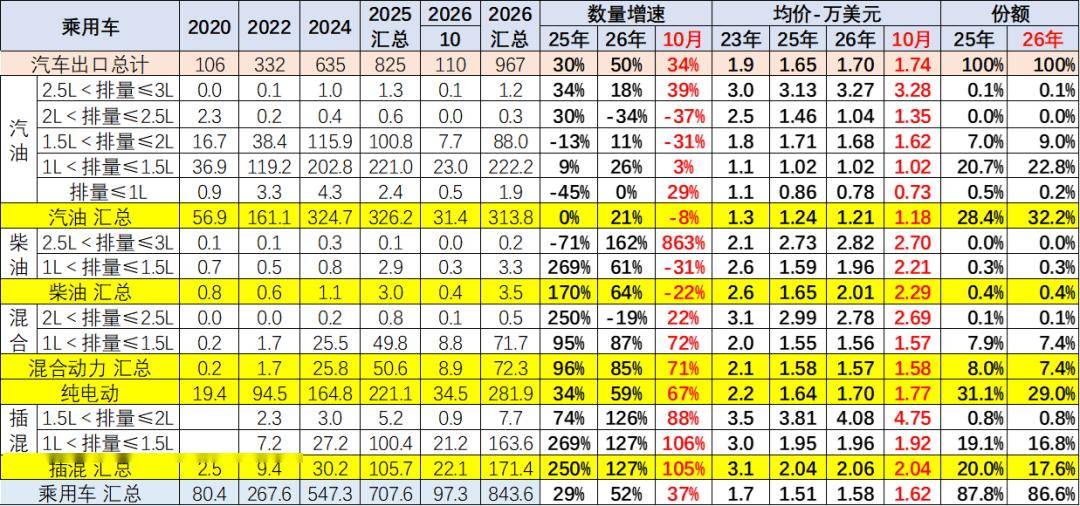 乘用车 2020 2022 2024 2025汇总 2026 10 2026汇总 数量增速 均价-万美元 份额
25年 26年 10月 23年 25年 26年 10月 25年 26年
汽车出口总计 106 332 635 825 110 967 30% 50% 34% 1.9 1.65 1.70 1.74 100% 100%
汽油 2.5L＜排量≤3L 0.0 0.1 1.0 1.3 0.1 1.2 34% 18% 39% 3.0 3.13 3.27 3.28 0.1% 0.1%
2L＜排量≤2.5L 2.3 0.2 0.4 0.6 0.0 0.3 30% -34% -37% 2.5 1.46 1.04 1.35 0.0% 0.0%
1.5L＜排量≤2L 16.7 38.4 115.9 100.8 7.7 88.0 -13% 11% -31% 1.8 1.71 1.68 1.62 7.0% 9.0%
1L＜排量≤1.5L 36.9 119.2 202.8 221.0 23.0 222.2 9% 26% 3% 1.1 1.02 1.02 1.02 20.7% 22.8%
排量≤1L 0.9 3.3 4.3 2.4 0.5 1.9 -45% 0% 29% 1.1 0.86 0.78 0.73 0.5% 0.2%
汽油 汇总 56.9 161.1 324.7 326.2 31.4 313.8 0% 21% -8% 1.3 1.24 1.21 1.18 28.4% 32.2%
柴油 2.5L＜排量≤3L 0.1 0.1 0.3 0.1 0.0 0.2 -71% 162% 863% 2.1 2.73 2.82 2.70 0.0% 0.0%
1L＜排量≤1.5L 0.7 0.5 0.8 2.9 0.3 3.3 269% 61% -31% 2.6 1.59 1.96 2.21 0.3% 0.3%
柴油 汇总 0.8 0.6 1.1 3.0 0.4 3.5 170% 64% -22% 2.6 1.65 2.01 2.29 0.4% 0.4%
混合 2L＜排量≤2.5L 0.0 0.0 0.2 0.8 0.1 0.5 250% -19% 22% 3.1 2.99 2.78 2.69 0.1% 0.1%
1L＜排量≤1.5L 0.2 1.7 25.5 49.8 8.8 71.7 95% 87% 72% 2.0 1.55 1.56 1.57 7.9% 7.4%
混合动力 汇总 0.2 1.7 25.8 50.6 8.9 72.3 96% 85% 71% 2.1 1.58 1.57 1.58 8.0% 7.4%
纯电动 19.4 94.5 164.8 221.1 34.5 281.9 34% 59% 67% 2.2 1.64 1.70 1.77 31.1% 29.0%
插混 1.5L＜排量≤2L 2.3 3.0 5.2 0.9 7.7 74% 126% 88% 3.5 3.81 4.08 4.75 0.8% 0.8%
1L＜排量≤1.5L 7.2 27.2 100.4 21.2 163.6 269% 127% 106% 3.0 1.95 1.96 1.92 19.1% 16.8%
插混 汇总 2.5 9.4 30.2 105.7 22.1 171.4 250% 127% 105% 3.1 2.04 2.06 2.04 20.0% 17.6%
乘用车 汇总 80.4 267.6 547.3 707.6 97.3 843.6 29% 52% 37% 1.7 1.51 1.58 1.62 87.8% 86.6%